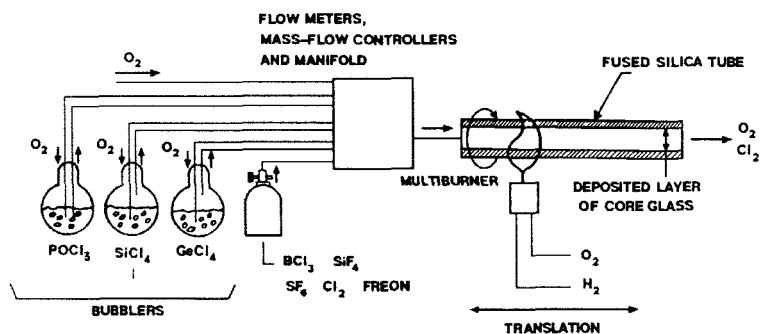 FLOW METERS,
MASS-FLOW CONTROLLERS
AND MANIFOLD
O₂
FUSED SILICA TUBE
O₂
O₂
O₂
O₂
Cl₂
MULTIBURNER
DEPOSITED LAYER
OF CORE GLASS
POCl₃
SiCl₄
GeCl₄
BCl₃ SiF₄
SF₆ Cl₂ FREON
O₂
H₂
BUBBLERS
TRANSLATION